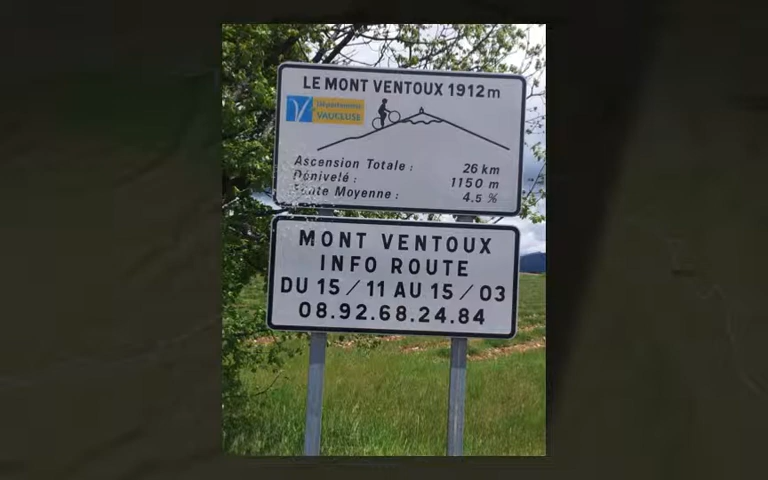 LE MONT VENTOUX 1912m
Département
VAUCLUSE
Ascension Totale : 26 km
Dénivelé : 1150 m
Pente Moyenne : 4.5 %
MONT VENTOUX
INFO ROUTE
DU 15 / 11 AU 15 / 03
08.92.68.24.84